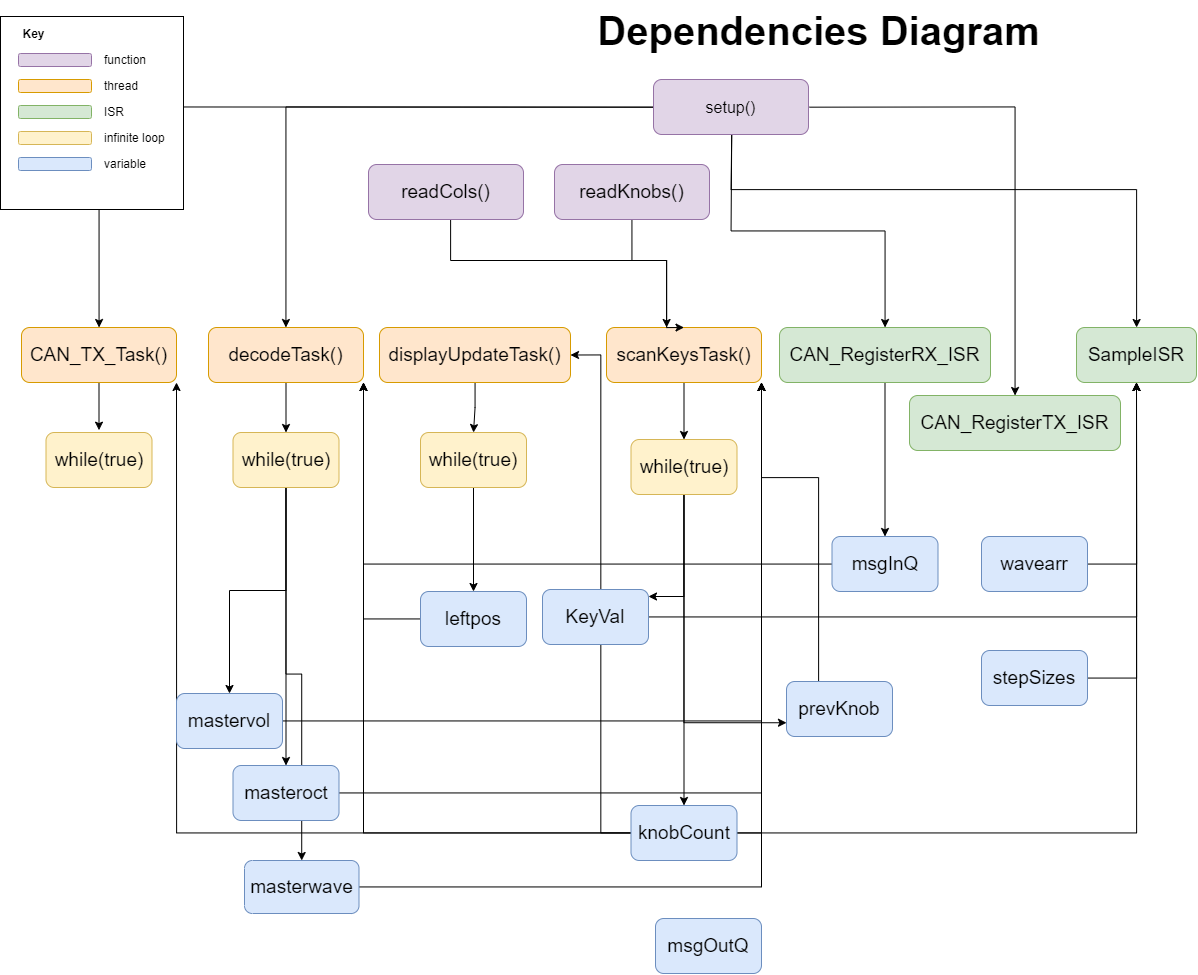 Dependencies Diagram
Key
function
thread
ISR
infinite loop
variable
setup()
readCols()
readKnobs()
CAN_TX_Task()
decodeTask()
displayUpdateTask()
scanKeysTask()
CAN_RegisterRX_ISR
SampleISR
CAN_RegisterTX_ISR
while(true)
while(true)
while(true)
while(true)
msgInQ
wavearr
leftpos
KeyVal
stepSizes
mastervol
prevKnob
masteroct
knobCount
masterwave
msgOutQ